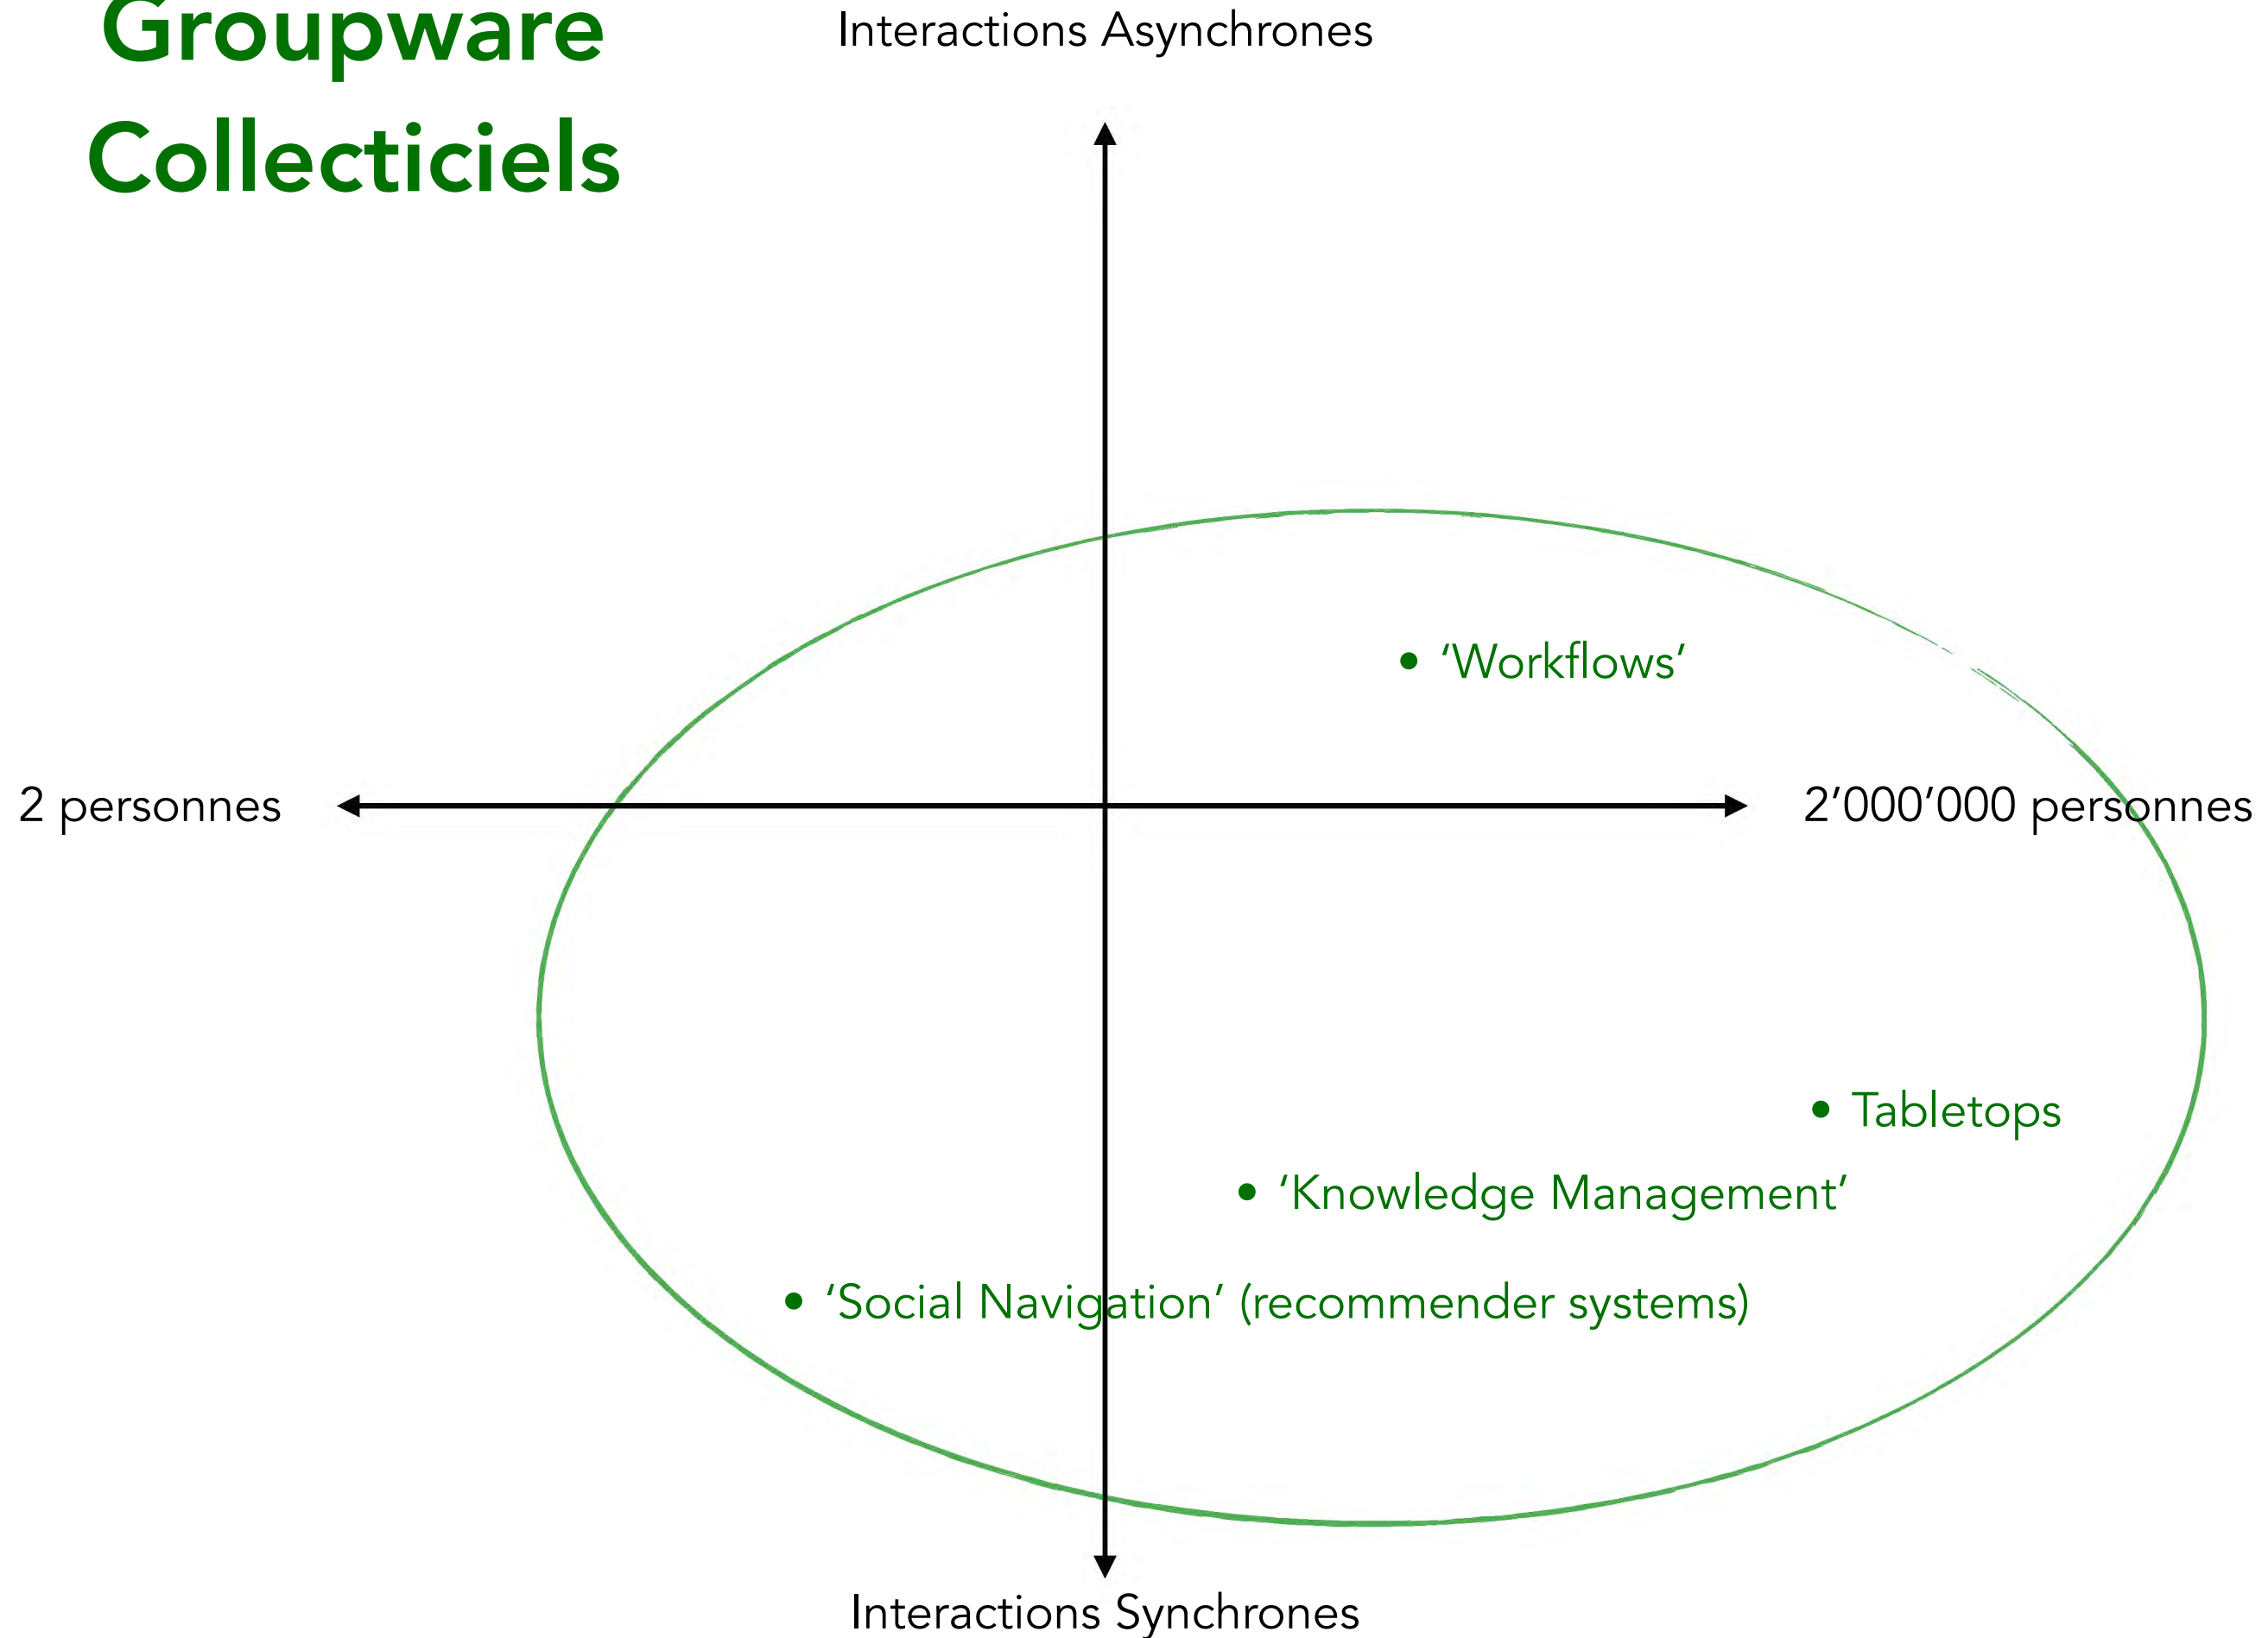 Groupware
Collecticiels
Interactions Asynchrones
• ‘Workflows‘
2 personnes
2’000’000 personnes
• Tabletops
• ‘Knowledge Management‘
• ‘Social Navigation’ (recommender systems)
Interactions Synchrones